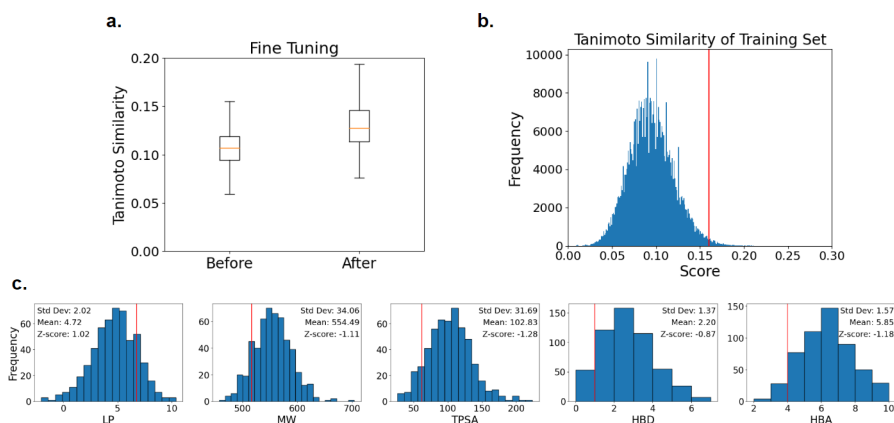 a.
Fine Tuning
Tanimoto Similarity
0.20
0.15
0.10
0.05
0.00
Before After
b.
Tanimoto Similarity of Training Set
Frequency
10000
8000
6000
4000
2000
0
0.00 0.05 0.10 0.15 0.20 0.25 0.30
Score
c.
Frequency
60
40
20
0
Std Dev: 2.02
Mean: 4.72
Z-score: 1.02
0 5 10
LP
60
40
20
0
Std Dev: 34.06
Mean: 554.49
Z-score: -1.11
500 600 700
MW
60
40
20
0
Std Dev: 31.69
Mean: 102.83
Z-score: -1.28
50 100 150 200
TPSA
150
100
50
0
Std Dev: 1.37
Mean: 2.20
Z-score: -0.87
0 2 4 6
HBD
150
100
50
0
Std Dev: 1.57
Mean: 5.85
Z-score: -1.18
2 4 6 8 10
HBA